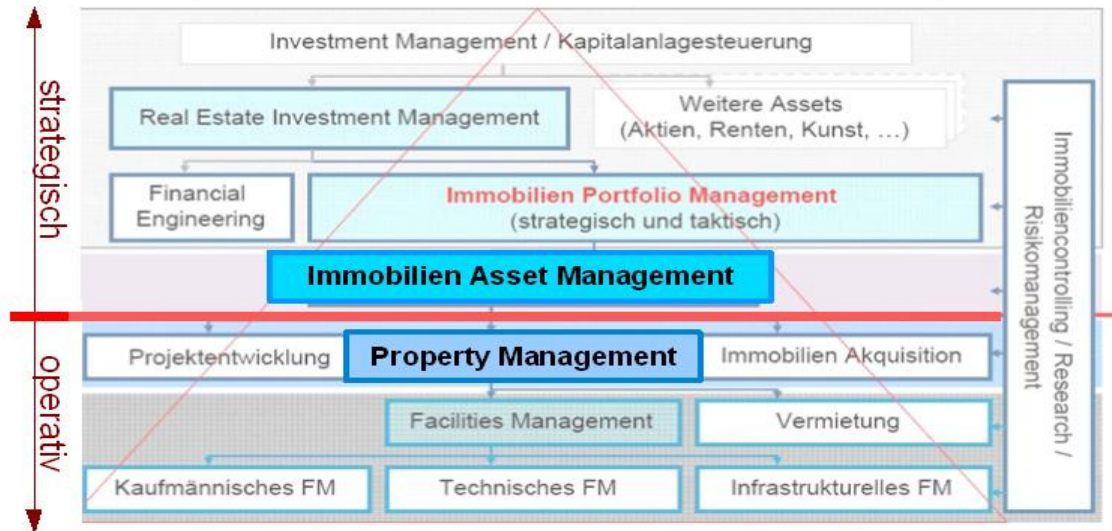 strategisch
operativ
Investment Management / Kapitalanlagesteuerung
Real Estate Investment Management
Weitere Assets
(Aktien, Renten, Kunst, …)
Financial
Engineering
Immobilien Portfolio Management
(strategisch und taktisch)
Immobilien Asset Management
Projektentwicklung
Property Management
Immobilien Akquisition
Facilities Management
Vermietung
Kaufmännisches FM
Technisches FM
Infrastrukturelles FM
Immobiliencontrolling / Research /
Risikomanagement